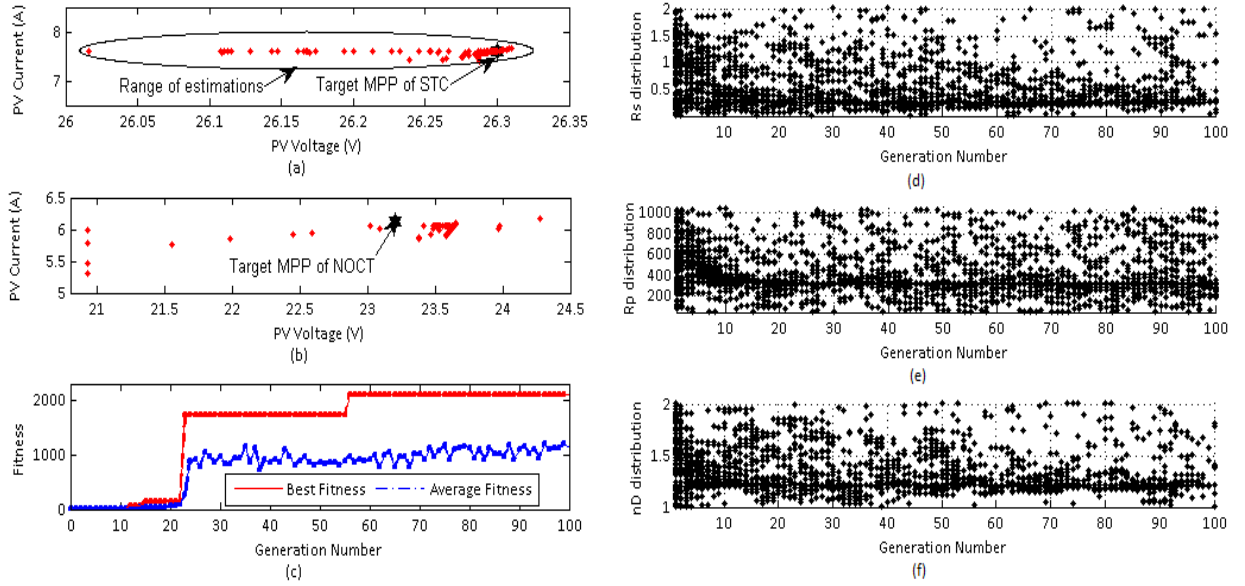 PV Current (A)
8
7
Range of estimations
Target MPP of STC
26 26.05 26.1 26.15 26.2 26.25 26.3 26.35
PV Voltage (V)
(a)
PV Current (A)
6.5
6
5.5
5
Target MPP of NOCT
21 21.5 22 22.5 23 23.5 24 24.5
PV Voltage (V)
(b)
Fitness
2000
1000
0
Best Fitness Average Fitness
0 10 20 30 40 50 60 70 80 90 100
Generation Number
(c)
Rs distribution
2
1.5
1
0.5
10 20 30 40 50 60 70 80 90 100
Generation Number
(d)
Rp distribution
1000
800
600
400
200
10 20 30 40 50 60 70 80 90 100
Generation Number
(e)
nD distribution
2
1.5
1
10 20 30 40 50 60 70 80 90 100
Generation Number
(f)